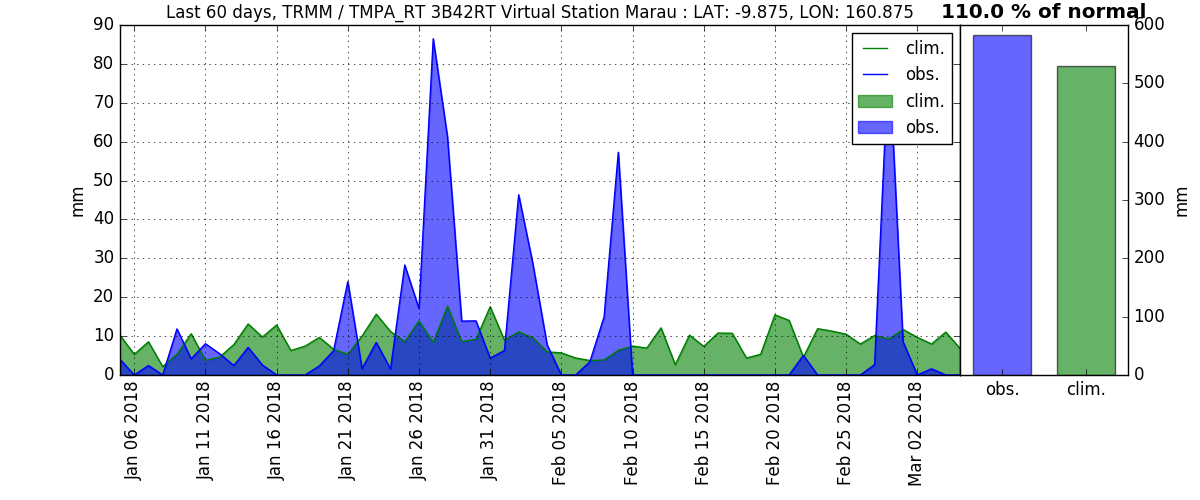 Last 60 days, TRMM / TMPA_RT 3B42RT Virtual Station Marau : LAT: -9.875, LON: 160.875
110.0 % of normal
90
80
70
60
50
40
30
20
10
0
mm
clim.
obs.
clim.
obs.
600
500
400
300
200
100
0
mm
Jan 06 2018
Jan 11 2018
Jan 16 2018
Jan 21 2018
Jan 26 2018
Jan 31 2018
Feb 05 2018
Feb 10 2018
Feb 15 2018
Feb 20 2018
Feb 25 2018
Mar 02 2018
obs.
clim.